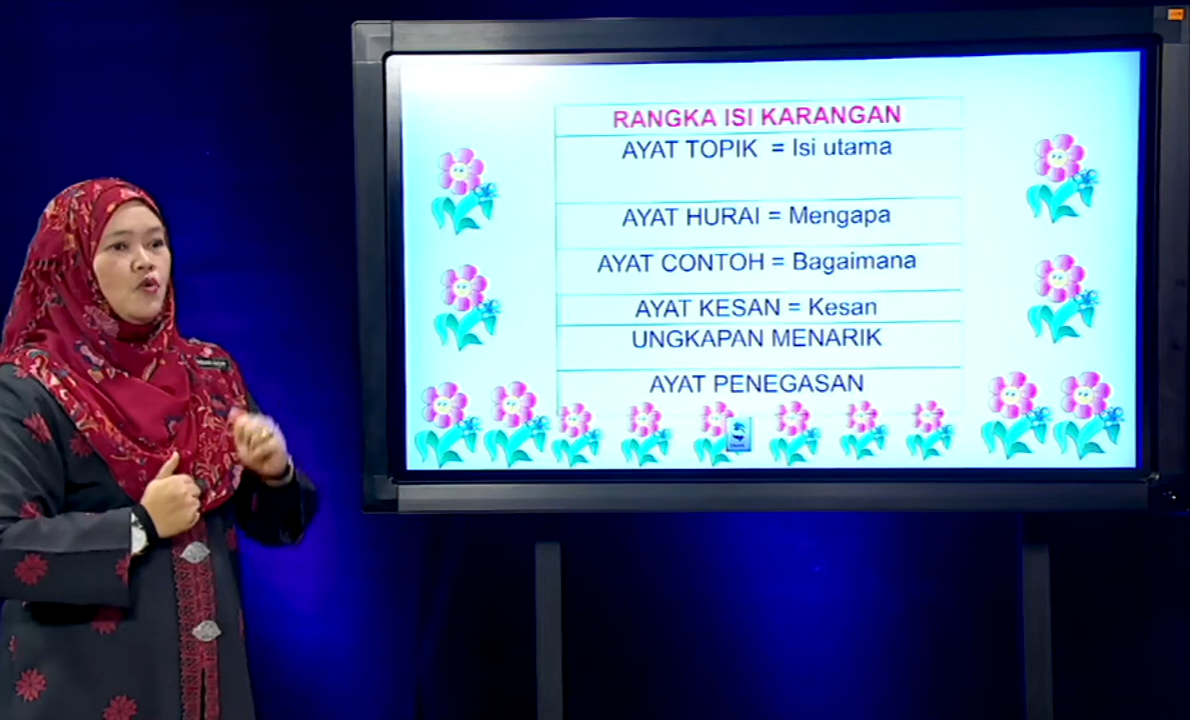 RANGKA ISI KARANGAN
AYAT TOPIK = Isi utama
AYAT HURAI = Mengapa
AYAT CONTOH = Bagaimana
AYAT KESAN = Kesan
UNGKAPAN MENARIK
AYAT PENEGASAN